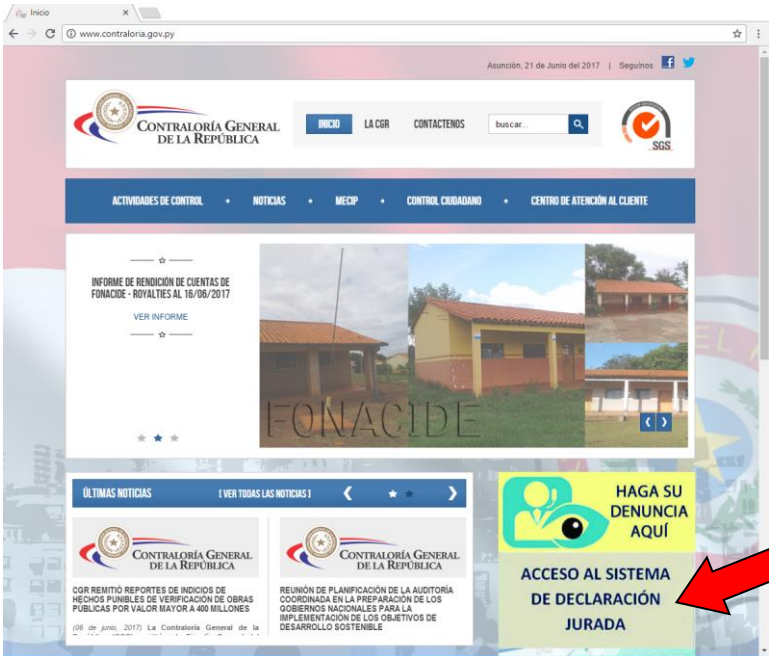 Inicio
www.contraloria.gov.py
Asunción, 21 de Junio del 2017 | Seguinos
CONTRALORÍA GENERAL
DE LA REPÚBLICA
INICIO LA CGR CONTACTENOS buscar...
SGS
ACTIVIDADES DE CONTROL NOTICIAS MECIP CONTROL CIUDADANO CENTRO DE ATENCIÓN AL CLIENTE
INFORME DE RENDICIÓN DE CUENTAS DE
FONACIDE - ROYALTIES AL 16/06/2017
VER INFORME
FONACIDE
ÚLTIMAS NOTICIAS [ VER TODAS LAS NOTICIAS ]
CONTRALORÍA GENERAL
DE LA REPÚBLICA
CGR REMITIÓ REPORTES DE INDICIOS DE
HECHOS PUNIBLES DE VERIFICACIÓN DE OBRAS
PÚBLICAS POR VALOR MAYOR A 400 MILLONES
(06 de junio, 2017) La Contraloría General de la
CONTRALORÍA GENERAL
DE LA REPÚBLICA
REUNIÓN DE PLANIFICACIÓN DE LA AUDITORÍA
COORDINADA EN LA PREPARACIÓN DE LOS
GOBIERNOS NACIONALES PARA LA
IMPLEMENTACIÓN DE LOS OBJETIVOS DE
DESARROLLO SOSTENIBLE
HAGA SU
DENUNCIA
AQUÍ
ACCESO AL SISTEMA
DE DECLARACIÓN
JURADA